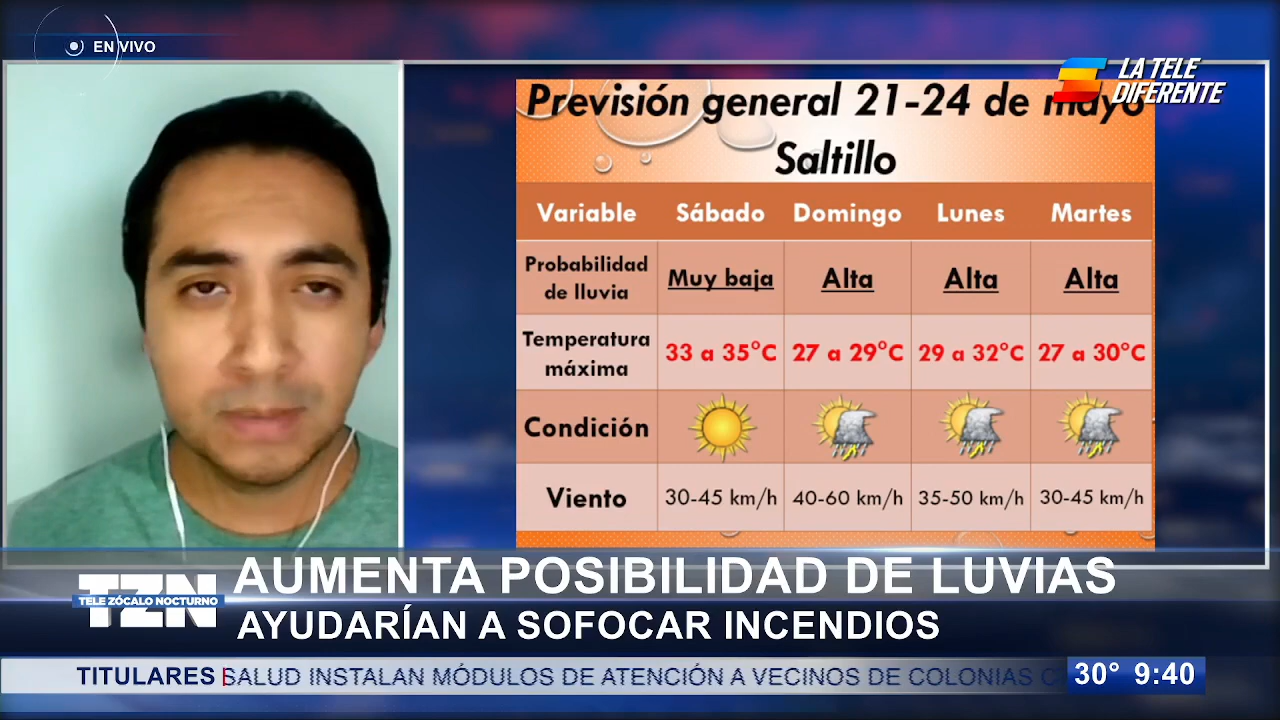 EN VIVO
LA TELE
DIFERENTE
Previsión general 21-24 de mayo
Saltillo
Variable Sábado Domingo Lunes Martes
Probabilidad de lluvia Muy baja Alta Alta Alta
Temperatura máxima 33 a 35°C 27 a 29°C 29 a 32°C 27 a 30°C
Condición
Viento 30-45 km/h 40-60 km/h 35-50 km/h 30-45 km/h
TZN
TELE ZÓCALO NOCTURNO
AUMENTA POSIBILIDAD DE LUVIAS
AYUDARÍAN A SOFOCAR INCENDIOS
TITULARES SALUD INSTALAN MÓDULOS DE ATENCIÓN A VECINOS DE COLONIAS
30° 9:40